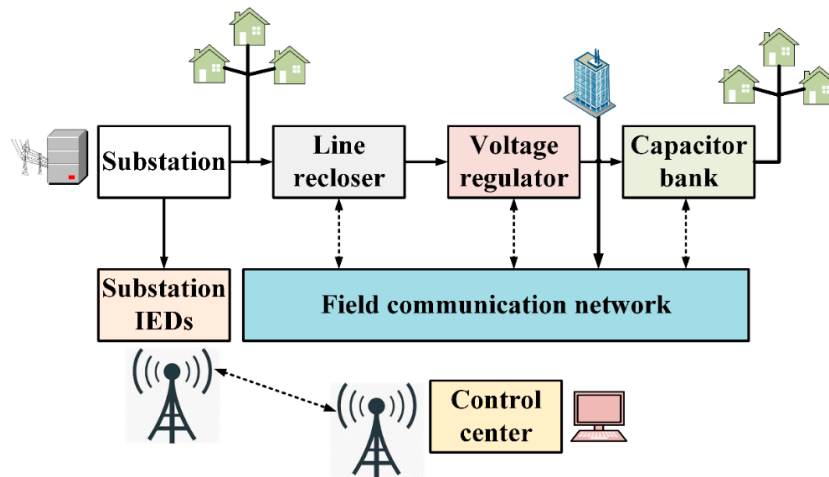 Substation
Line
recloser
Voltage
regulator
Capacitor
bank
Substation
IEDs
Field communication network
Control
center